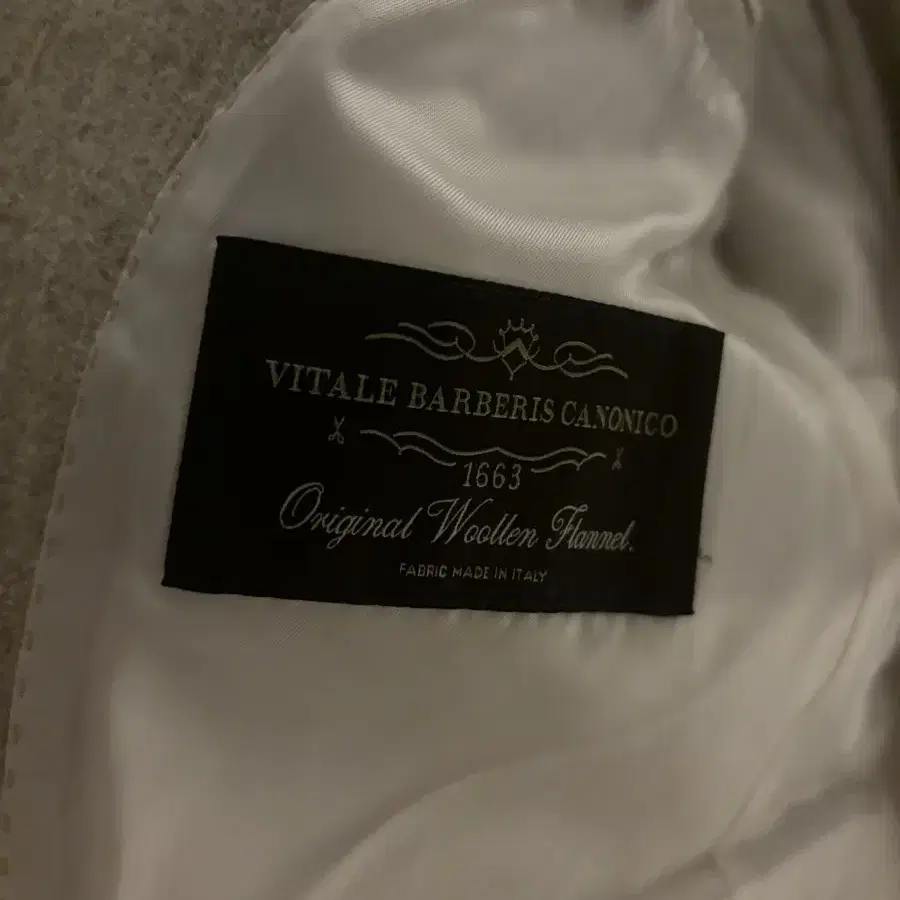 VITALE BARBERIS CANONICO
1663
Original Woollen Flannel.
FABRIC MADE IN ITALY